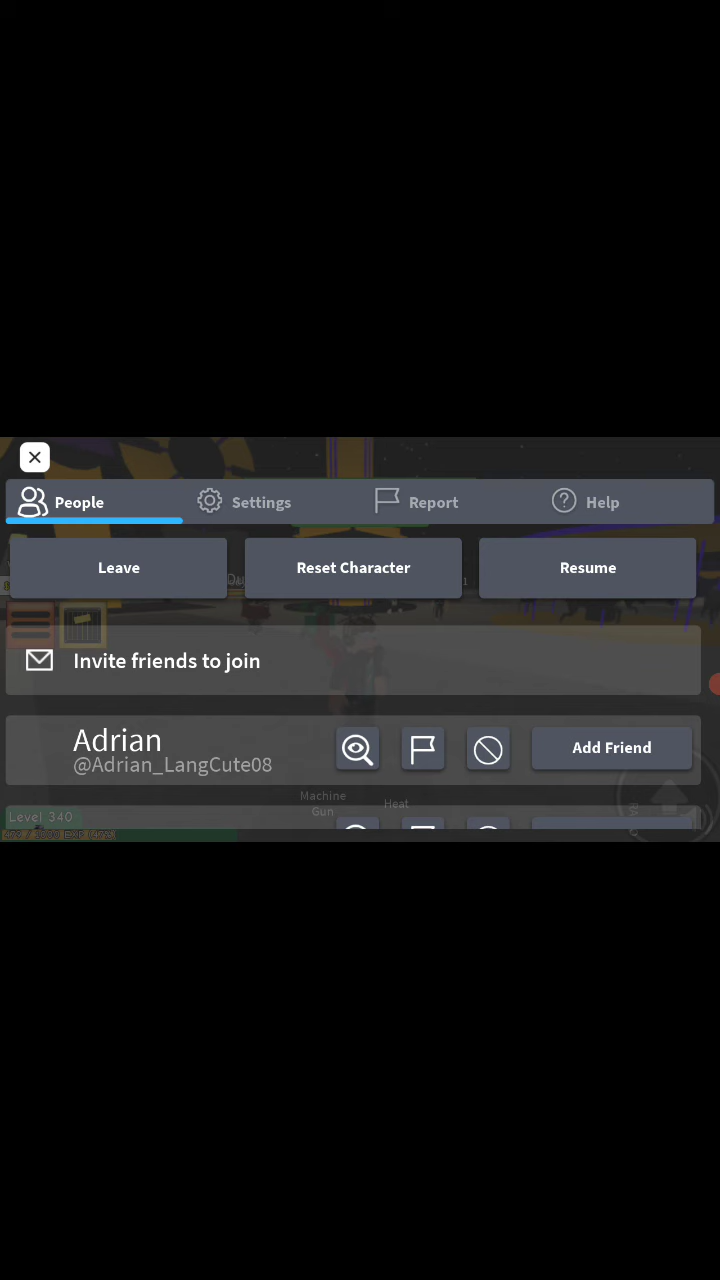 People
Settings
Report
Help
Leave
Reset Character
Resume
Invite friends to join
Adrian
@Adrian_LangCute08
Add Friend
Machine
Gun
Heat
Level 340